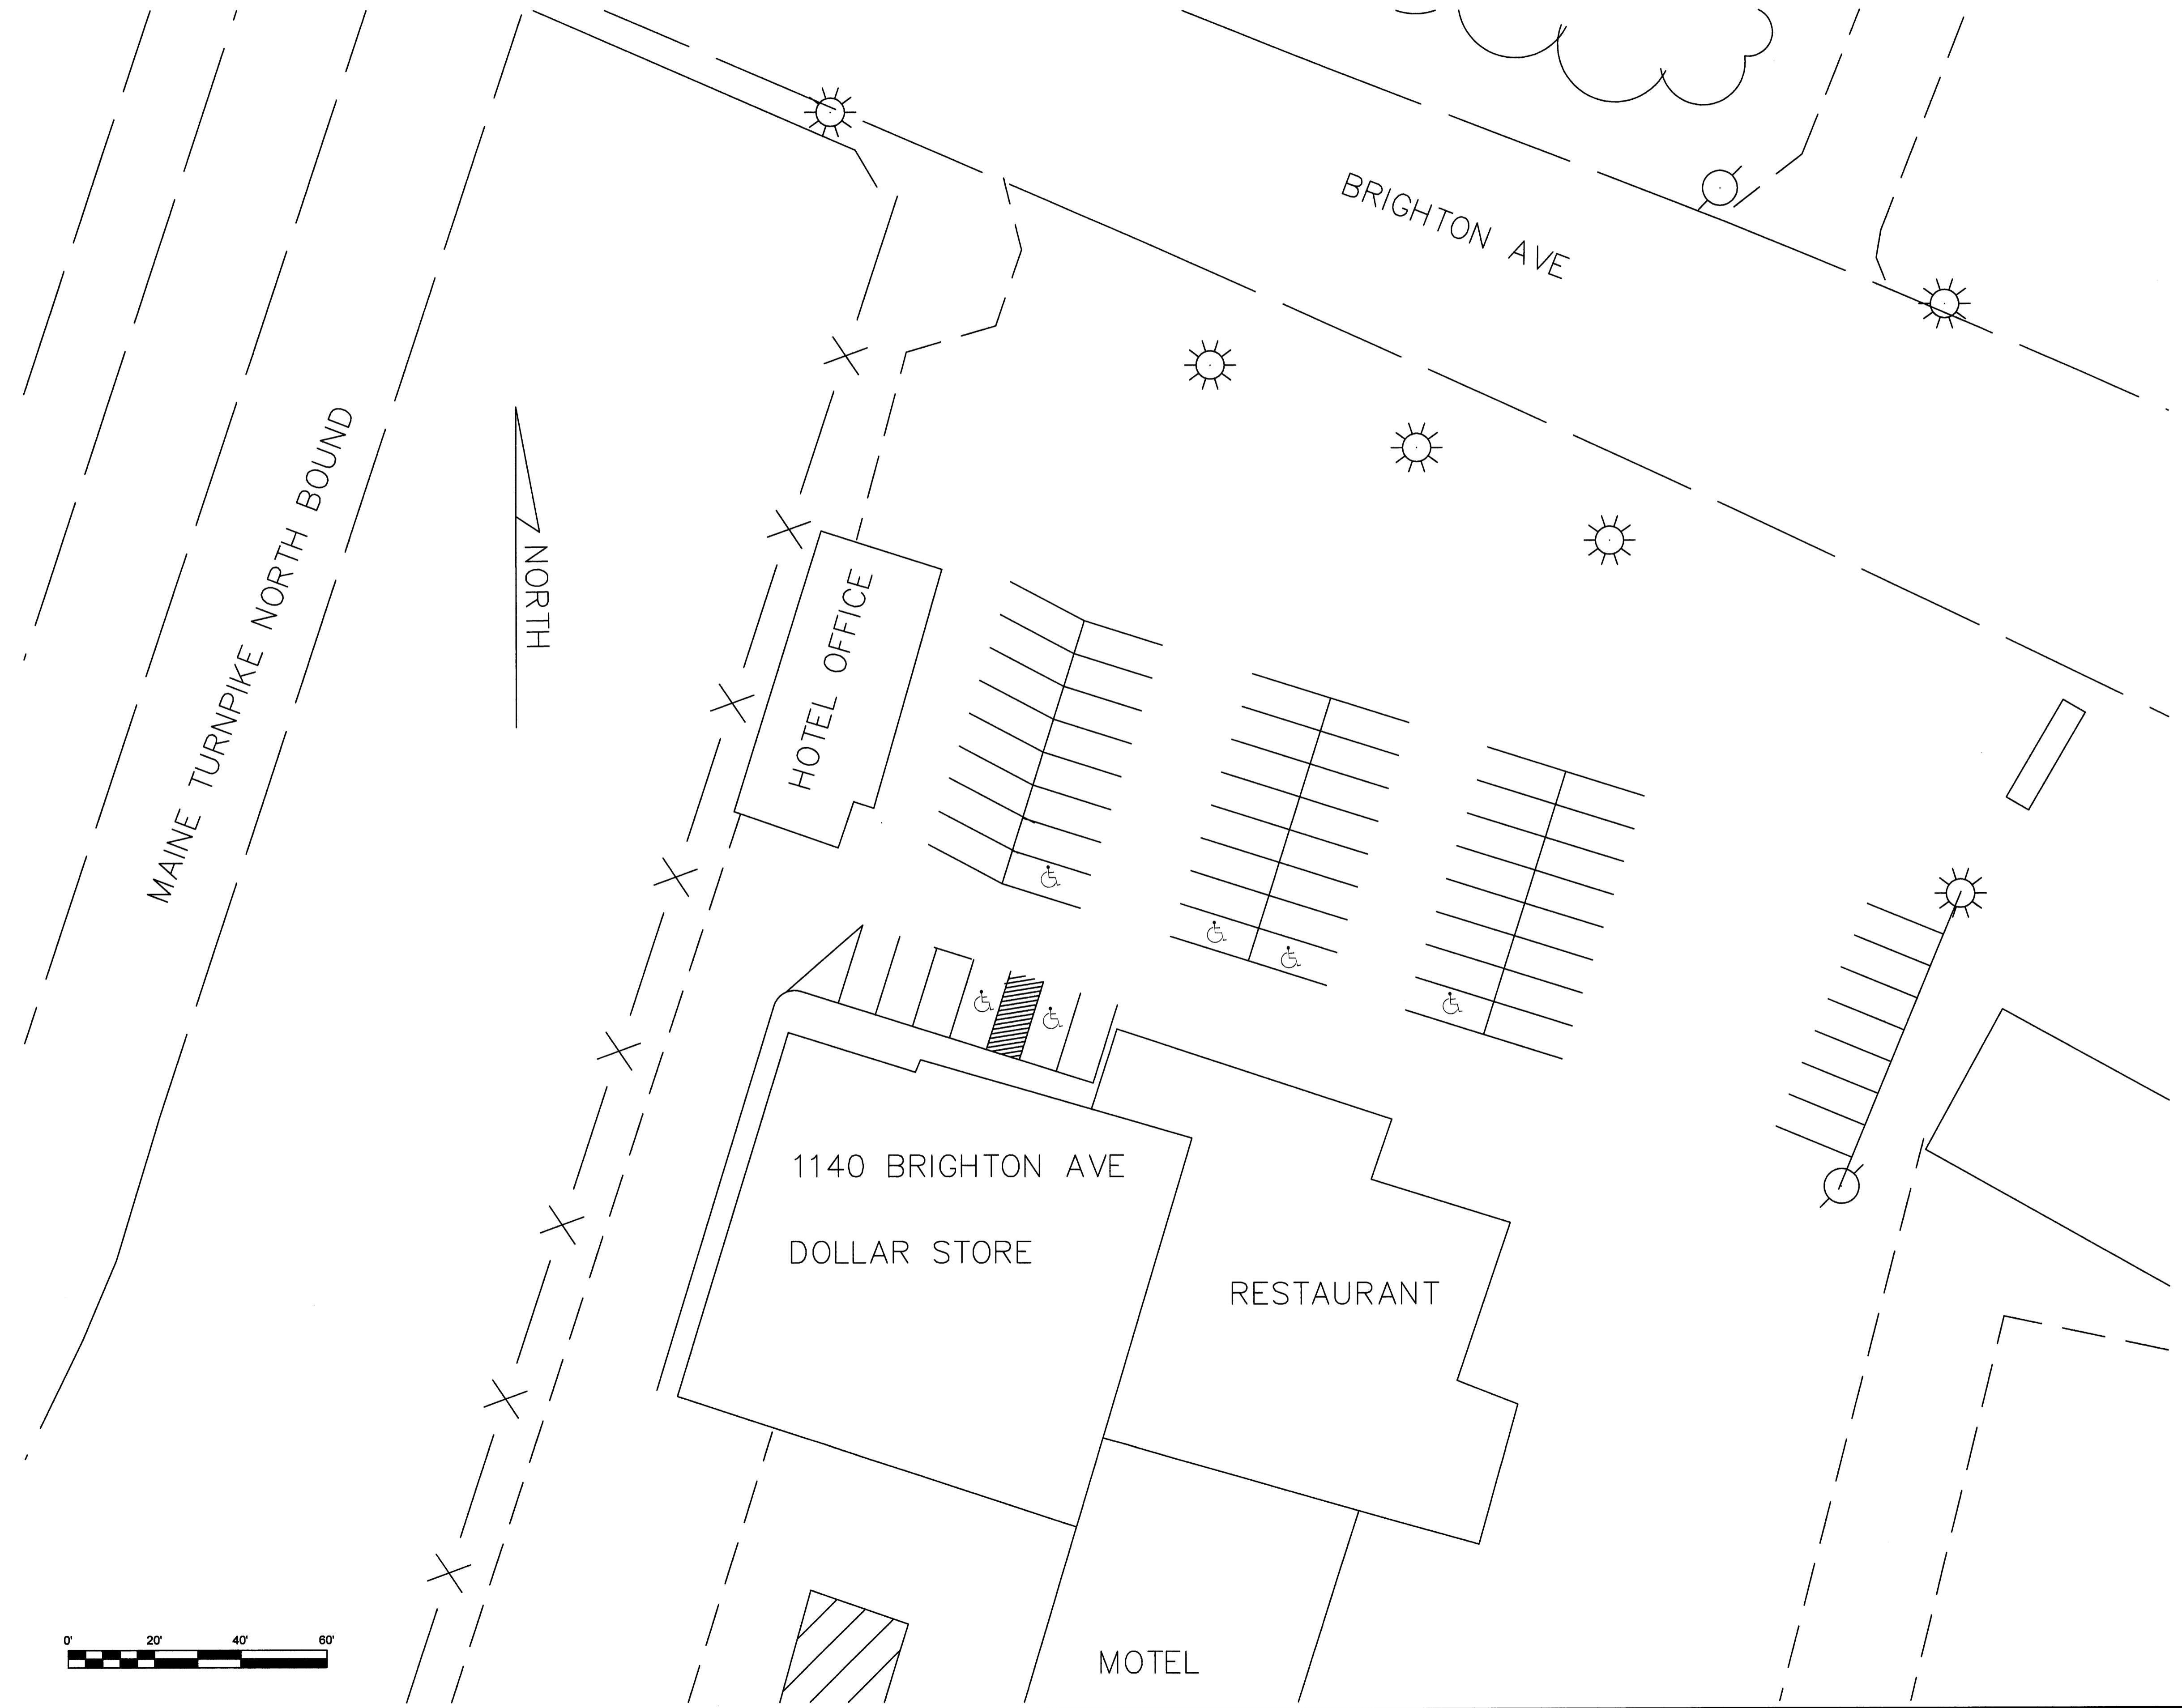 BRIGHTON AVE
MAINE TURNPIKE NORTH BOUND
NORTH
HOTEL OFFICE
1140 BRIGHTON AVE
DOLLAR STORE
RESTAURANT
MOTEL
0' 20' 40' 60'